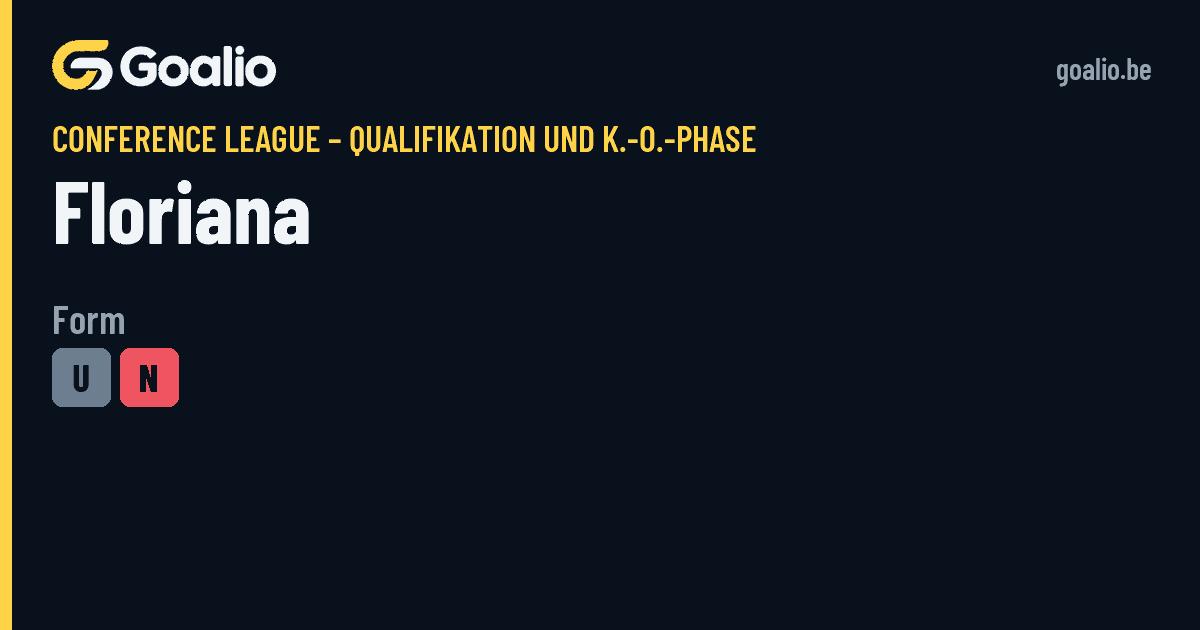 Goalio
goalio.be
CONFERENCE LEAGUE – QUALIFIKATION UND K.-O.-PHASE
Floriana
Form
U N